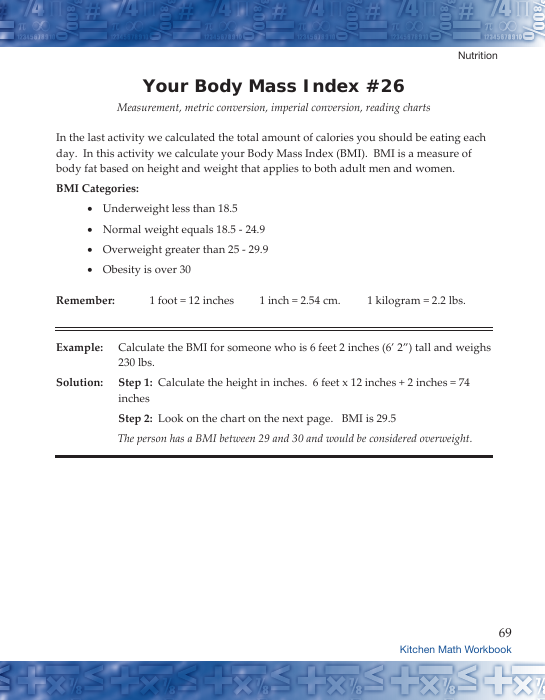 Nutrition
Your Body Mass Index #26
Measurement, metric conversion, imperial conversion, reading charts
In the last activity we calculated the total amount of calories you should be eating each
day.  In this activity we calculate your Body Mass Index (BMI).  BMI is a measure of
body fat based on height and weight that applies to both adult men and women.
BMI Categories:
• Underweight less than 18.5
• Normal weight equals 18.5 - 24.9
• Overweight greater than 25 - 29.9
• Obesity is over 30
Remember: 1 foot = 12 inches 1 inch = 2.54 cm. 1 kilogram = 2.2 lbs.
Example: Calculate the BMI for someone who is 6 feet 2 inches (6’ 2”) tall and weighs
230 lbs.
Solution: Step 1:  Calculate the height in inches.  6 feet x 12 inches + 2 inches = 74
inches
Step 2:  Look on the chart on the next page.   BMI is 29.5
The person has a BMI between 29 and 30 and would be considered overweight.
69
Kitchen Math Workbook